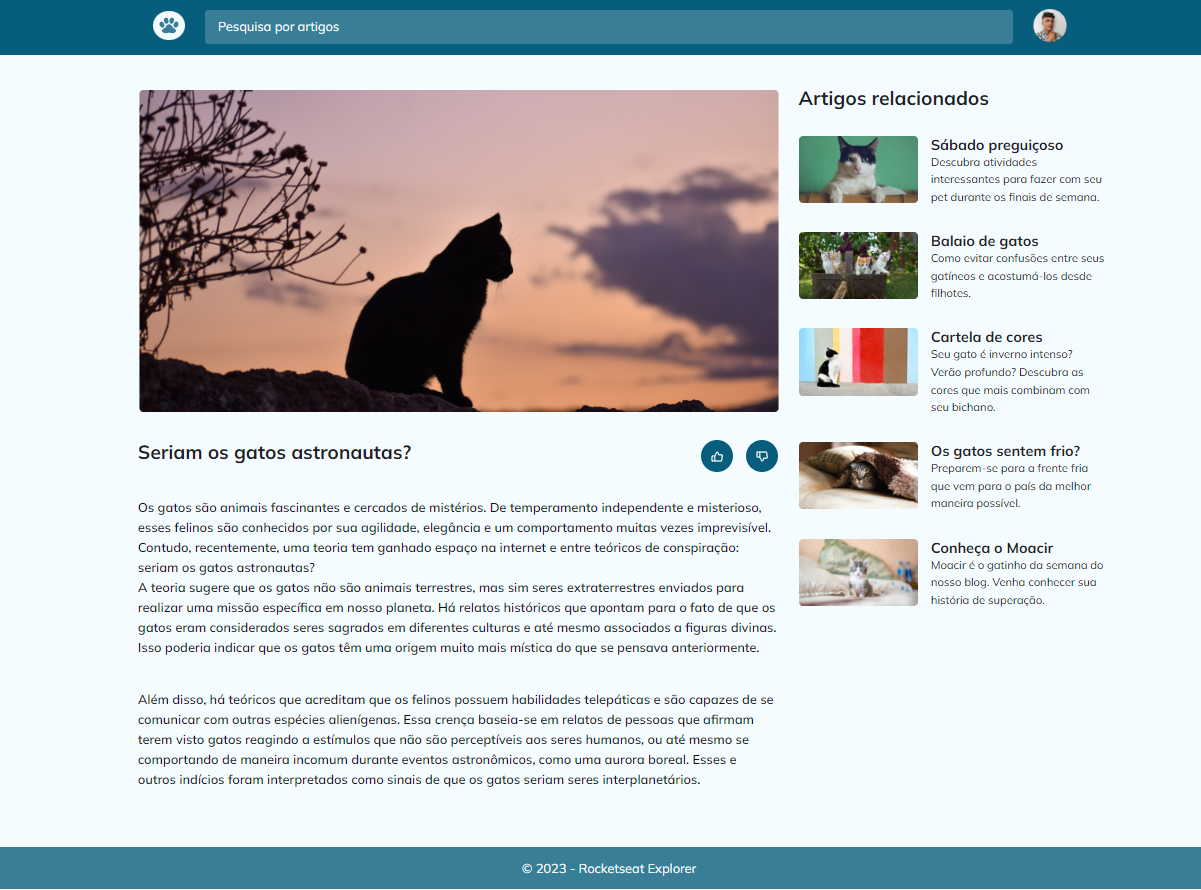 Pesquisa por artigos
Seriam os gatos astronautas?
Os gatos são animais fascinantes e cercados de mistérios. De temperamento independente e misterioso,
esses felinos são conhecidos por sua agilidade, elegância e um comportamento muitas vezes imprevisível.
Contudo, recentemente, uma teoria tem ganhado espaço na internet e entre teóricos de conspiração:
seriam os gatos astronautas?
A teoria sugere que os gatos não são animais terrestres, mas sim seres extraterrestres enviados para
realizar uma missão específica em nosso planeta. Há relatos históricos que apontam para o fato de que os
gatos eram considerados seres sagrados em diferentes culturas e até mesmo associados a figuras divinas.
Isso poderia indicar que os gatos têm uma origem muito mais mística do que se pensava anteriormente.
Além disso, há teóricos que acreditam que os felinos possuem habilidades telepáticas e são capazes de se
comunicar com outras espécies alienígenas. Essa crença baseia-se em relatos de pessoas que afirmam
terem visto gatos reagindo a estímulos que não são perceptíveis aos seres humanos, ou até mesmo se
comportando de maneira incomum durante eventos astronômicos, como uma aurora boreal. Esses e
outros indícios foram interpretados como sinais de que os gatos seriam seres interplanetários.
Artigos relacionados
Sábado preguiçoso
Descubra atividades
interessantes para fazer com seu
pet durante os finais de semana.
Balaio de gatos
Como evitar confusões entre seus
gatíneos e acostumá-los desde
filhotes.
Cartela de cores
Seu gato é inverno intenso?
Verão profundo? Descubra as
cores que mais combinam com
seu bichano.
Os gatos sentem frio?
Preparem-se para a frente fria
que vem para o país da melhor
maneira possível.
Conheça o Moacir
Moacir é o gatinho da semana do
nosso blog. Venha conhecer sua
história de superação.
© 2023 - Rocketseat Explorer